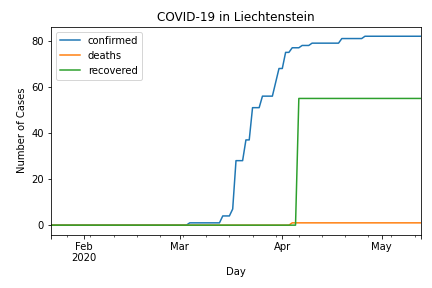 COVID-19 in Liechtenstein
confirmed
deaths
recovered
80
60
40
20
0
Number of Cases
Feb
2020
Mar
Apr
May
Day